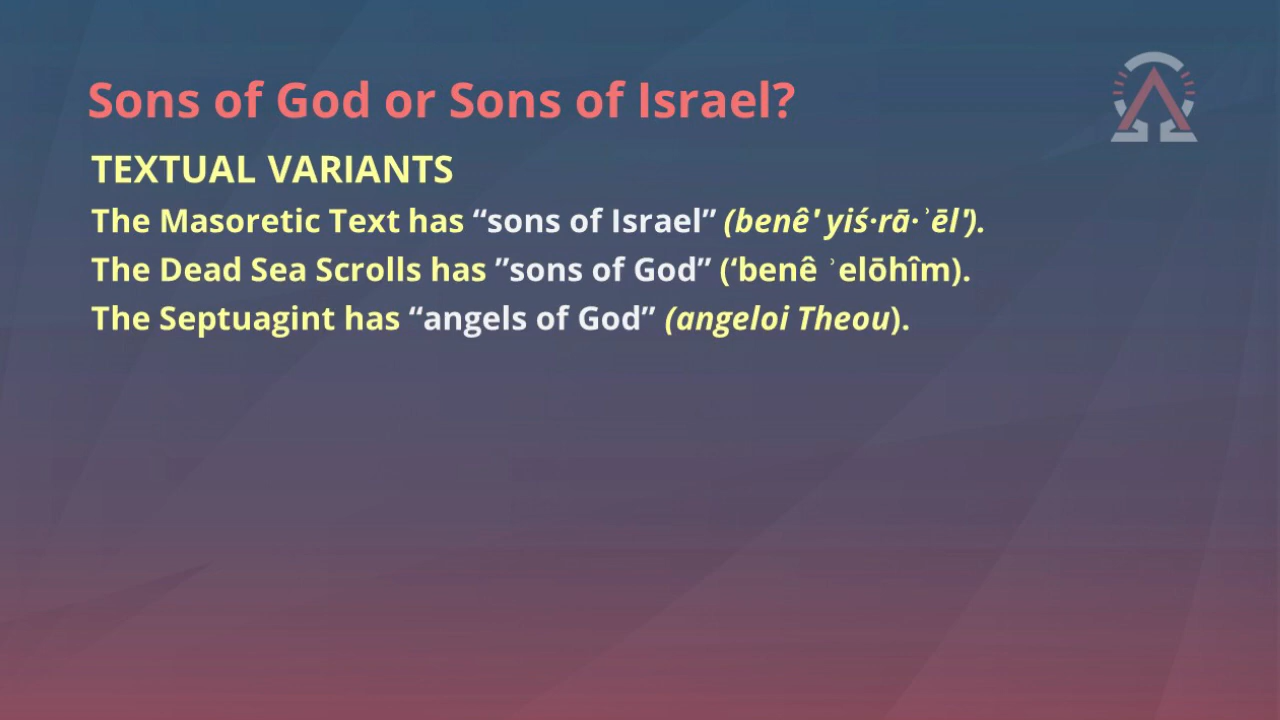 Sons of God or Sons of Israel?
TEXTUAL VARIANTS
The Masoretic Text has “sons of Israel” (benê' yiś·rā·ʾēl').
The Dead Sea Scrolls has ”sons of God” (‘benê ʾelōhîm).
The Septuagint has “angels of God” (angeloi Theou).